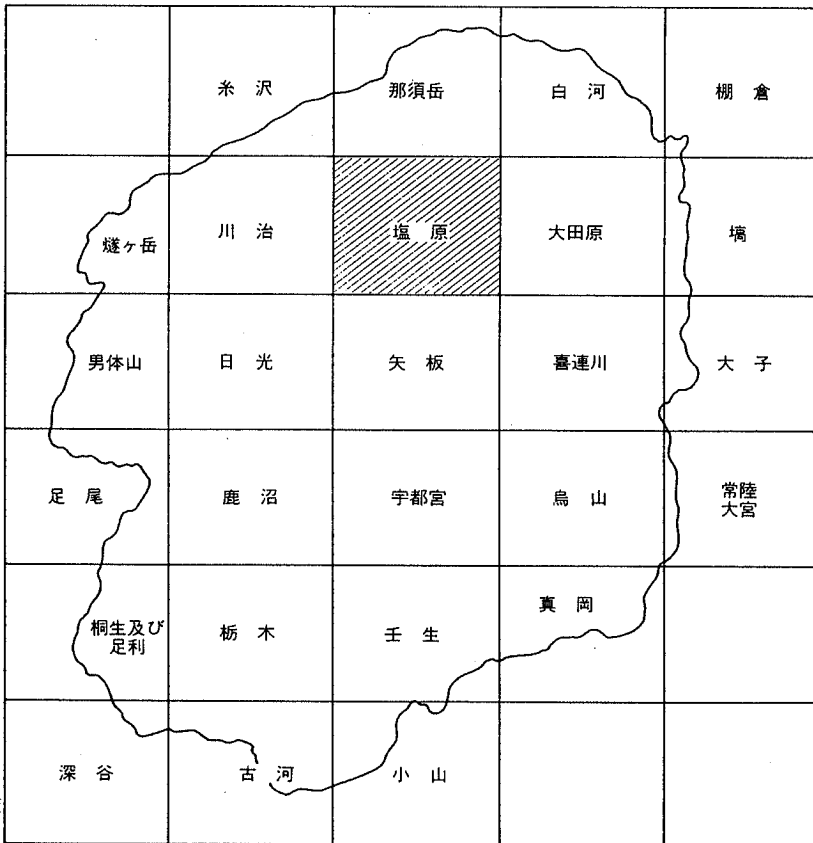 糸沢
那須岳
白河
棚倉
燧ヶ岳
川治
塩原
大田原
塙
男体山
日光
矢板
喜連川
大子
足尾
鹿沼
宇都宮
烏山
常陸
大宮
桐生及び
足利
栃木
壬生
真岡
深谷
古河
小山